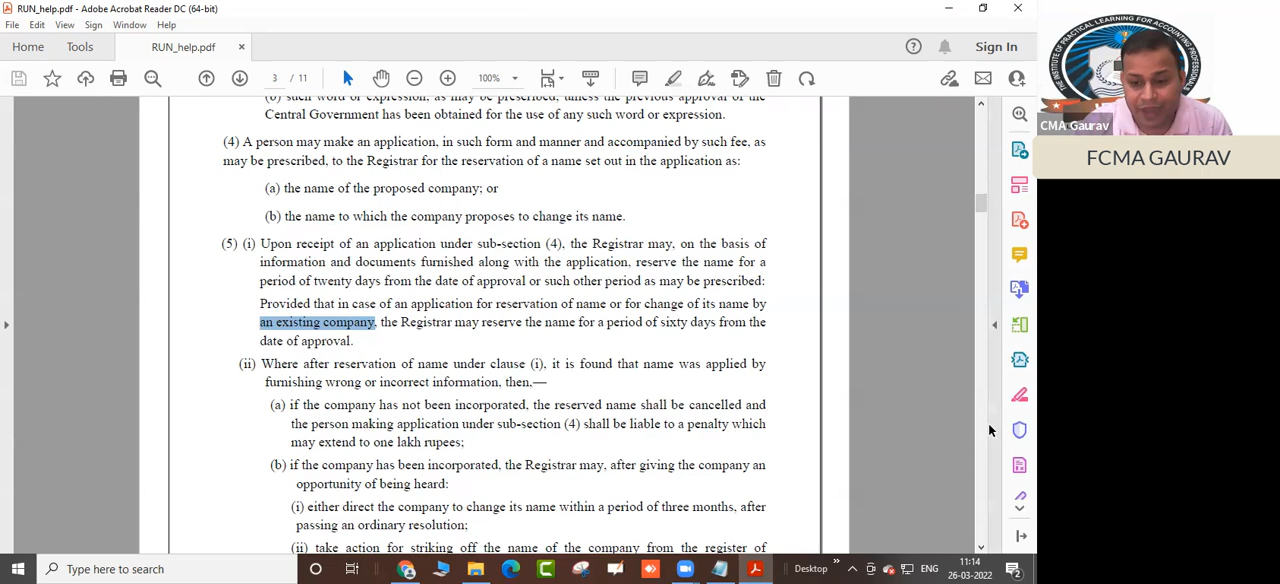 RUN_help.pdf - Adobe Acrobat Reader DC (64-bit)
File Edit View Sign Window Help
Home Tools RUN_help.pdf × Sign In
3 / 11 100%
(b) such word or expression, as may be prescribed, unless the previous approval of the
Central Government has been obtained for the use of any such word or expression.
(4) A person may make an application, in such form and manner and accompanied by such fee, as
may be prescribed, to the Registrar for the reservation of a name set out in the application as:
(a) the name of the proposed company; or
(b) the name to which the company proposes to change its name.
(5) (i) Upon receipt of an application under sub-section (4), the Registrar may, on the basis of
information and documents furnished along with the application, reserve the name for a
period of twenty days from the date of approval or such other period as may be prescribed:
Provided that in case of an application for reservation of name or for change of its name by
an existing company, the Registrar may reserve the name for a period of sixty days from the
date of approval.
(ii) Where after reservation of name under clause (i), it is found that name was applied by
furnishing wrong or incorrect information, then,—
(a) if the company has not been incorporated, the reserved name shall be cancelled and
the person making application under sub-section (4) shall be liable to a penalty which
may extend to one lakh rupees;
(b) if the company has been incorporated, the Registrar may, after giving the company an
opportunity of being heard:
(i) either direct the company to change its name within a period of three months, after
passing an ordinary resolution;
(ii) take action for striking off the name of the company from the register of
CMA Gaurav
FCMA GAURAV
Type here to search
Desktop » ENG 11:14
26-03-2022 2